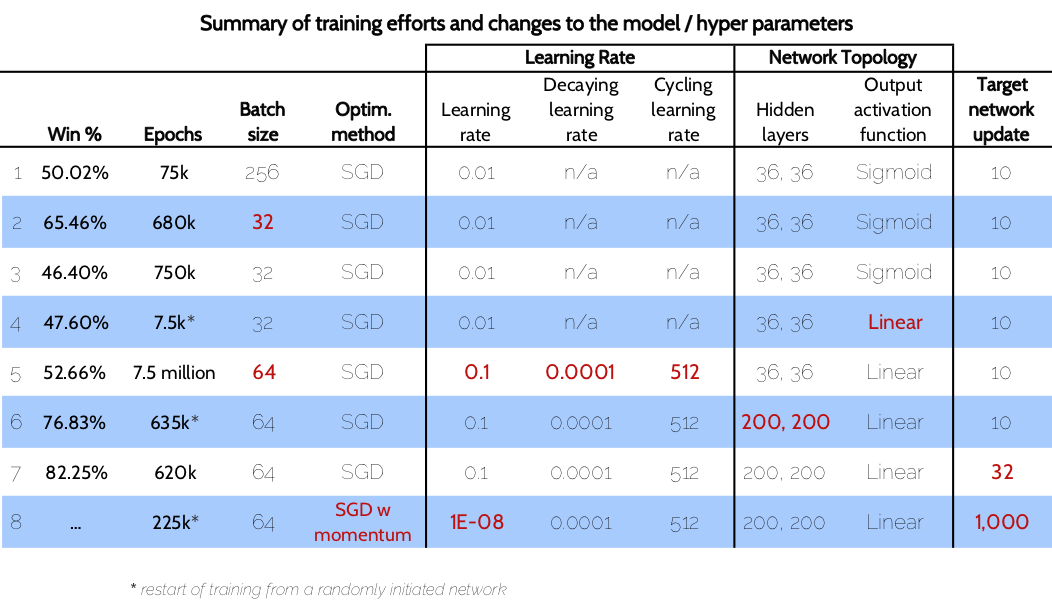 Summary of training efforts and changes to the model / hyper parameters
Learning Rate Network Topology
Win % Epochs Batch size Optim. method Learning rate Decaying learning rate Cycling learning rate Hidden layers Output activation function Target network update
1 50.02% 75k 256 SGD 0.01 n/a n/a 36, 36 Sigmoid 10
2 65.46% 680k 32 SGD 0.01 n/a n/a 36, 36 Sigmoid 10
3 46.40% 750k 32 SGD 0.01 n/a n/a 36, 36 Sigmoid 10
4 47.60% 7.5k* 32 SGD 0.01 n/a n/a 36, 36 Linear 10
5 52.66% 7.5 million 64 SGD 0.1 0.0001 512 36, 36 Linear 10
6 76.83% 635k* 64 SGD 0.1 0.0001 512 200, 200 Linear 10
7 82.25% 620k 64 SGD 0.1 0.0001 512 200, 200 Linear 32
8 ... 225k* 64 SGD w momentum 1E-08 0.0001 512 200, 200 Linear 1,000
* restart of training from a randomly initiated network